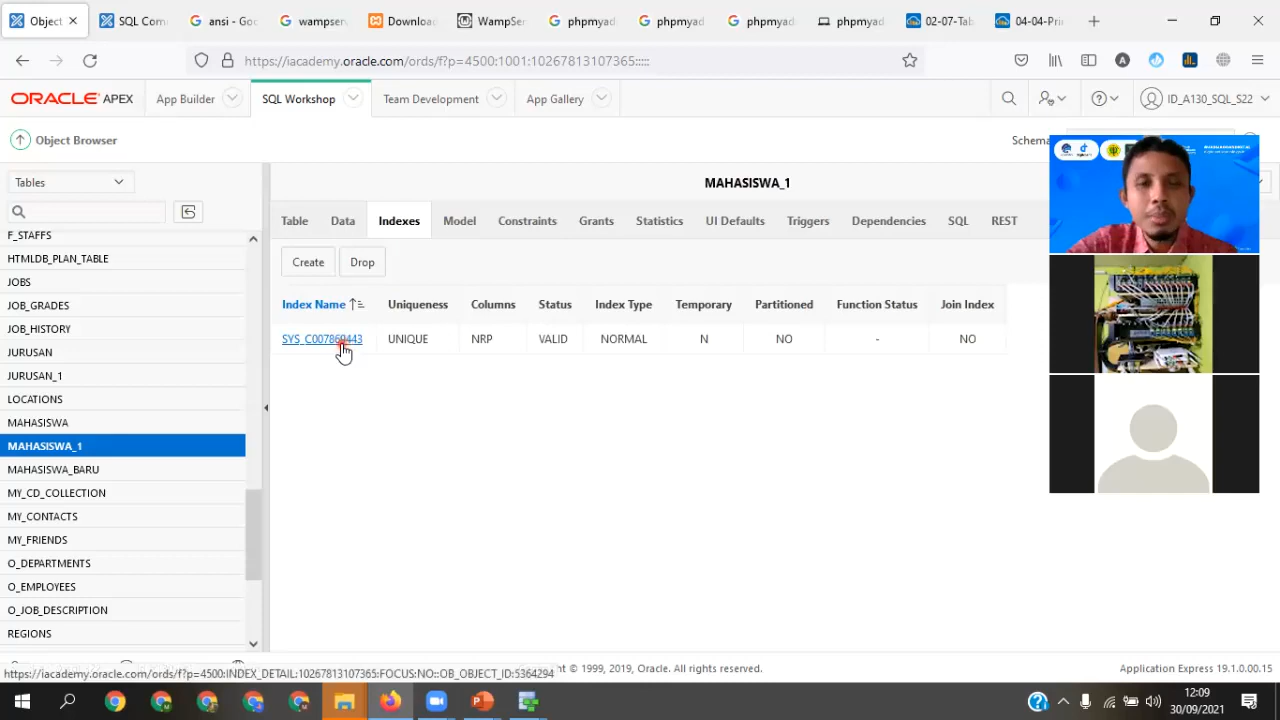 Object
SQL Com
ansi - Goo
wampserv
Download
WampSer
phpmyad
phpmyad
phpmyad
phpmyad
02-07-Tab
04-04-Pri
https://iacademy.oracle.com/ords/f?p=4500:1001:10267813107365:::::
ORACLE APEX
App Builder
SQL Workshop
Team Development
App Gallery
ID_A130_SQL_S22
Object Browser
Schema
Tables
MAHASISWA_1
Table Data Indexes Model Constraints Grants Statistics UI Defaults Triggers Dependencies SQL REST
Create Drop
Index Name Uniqueness Columns Status Index Type Temporary Partitioned Function Status Join Index
SYS_C007869443 UNIQUE NRP VALID NORMAL N NO - NO
F_STAFFS
HTMLDB_PLAN_TABLE
JOBS
JOB_GRADES
JOB_HISTORY
JURUSAN
JURUSAN_1
LOCATIONS
MAHASISWA
MAHASISWA_1
MAHASISWA_BARU
MY_CD_COLLECTION
MY_CONTACTS
MY_FRIENDS
O_DEPARTMENTS
O_EMPLOYEES
O_JOB_DESCRIPTION
REGIONS
https://iacademy.oracle.com/ords/f?p=4500:INDEX_DETAIL:10267813107365:FOCUS:NO::OB_OBJECT_ID:5364294
© 1999, 2019, Oracle. All rights reserved.
Application Express 19.1.0.00.15
12:09
30/09/2021